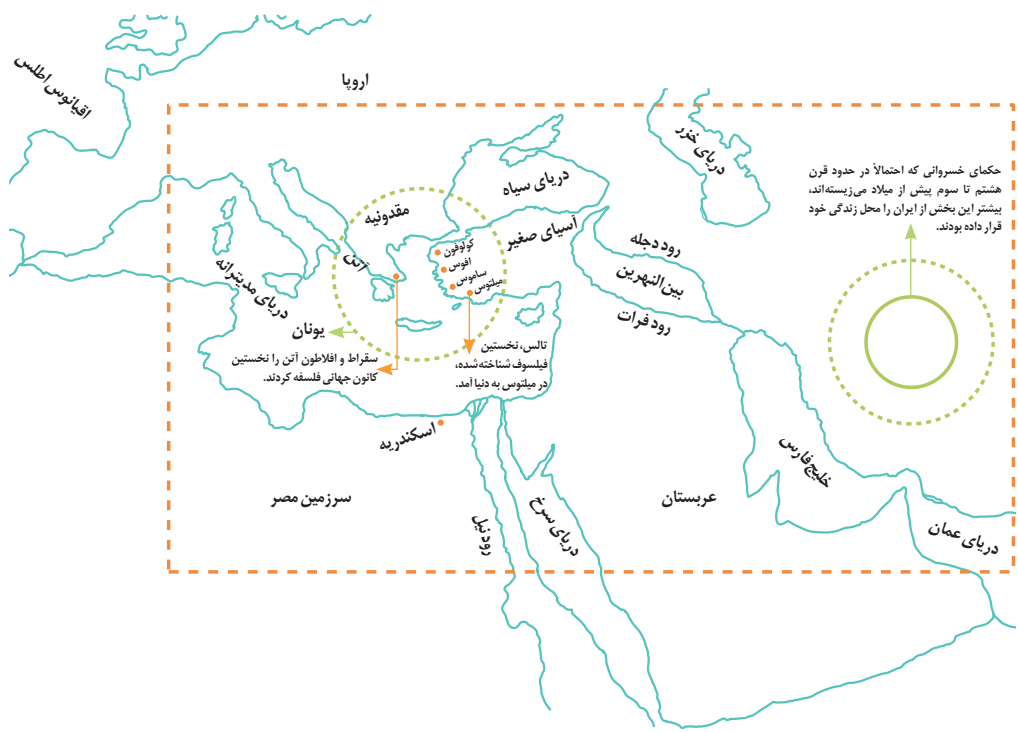 اروپا
اقیانوس اطلس
دریای خزر
حکمای خسروانی که احتمالاً در حدود قرن
هشتم تا سوم پیش از میلاد می‌زیسته‌اند،
بیشتر این بخش از ایران را محل زندگی خود
قرار داده بودند.
دریای سیاه
مقدونیه
آسیای صغیر
رود دجله
بین‌النهرین
رود فرات
کولوفون
افوس
ساموس
میلتوس
آتن
دریای مدیترانه
یونان
سقراط و افلاطون آتن را نخستین
کانون جهانی فلسفه کردند.
تالس، نخستین
فیلسوف شناخته‌شده،
در میلتوس به دنیا آمد.
اسکندریه
خلیج فارس
سرزمین مصر
عربستان
رود نیل
دریای سرخ
دریای عمان